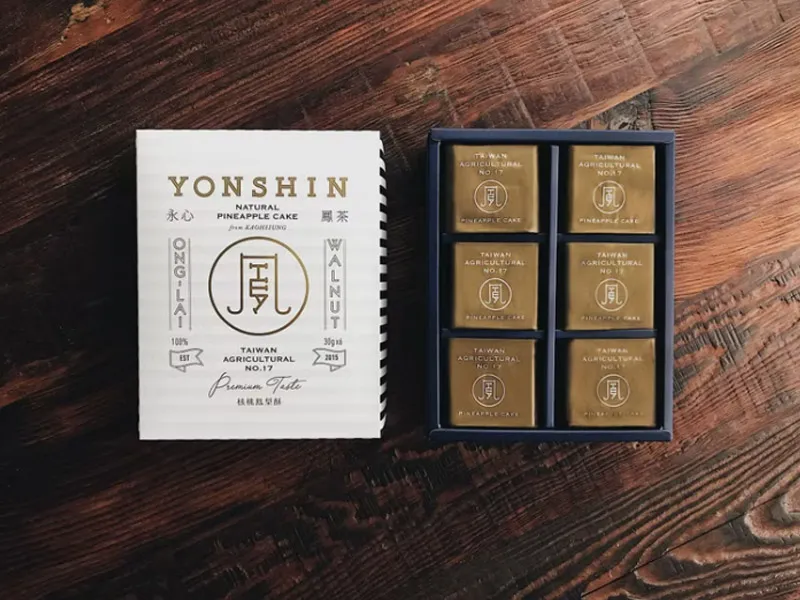 YONSHIN
永心
NATURAL
PINEAPPLE CAKE
鳳茶
from KAOHSIUNG
ONG-LAI
WALNUT
100%
30g x6
EST
2015
TAIWAN
AGRICULTURAL
NO.17
Premium Taste
核桃鳳梨酥
TAIWAN
AGRICULTURAL
NO.17
PINEAPPLE CAKE
TAIWAN
AGRICULTURAL
NO.17
PINEAPPLE CAKE
TAIWAN
AGRICULTURAL
NO.17
PINEAPPLE CAKE
TAIWAN
AGRICULTURAL
NO.17
PINEAPPLE CAKE
TAIWAN
AGRICULTURAL
NO.17
PINEAPPLE CAKE
TAIWAN
AGRICULTURAL
NO.17
PINEAPPLE CAKE